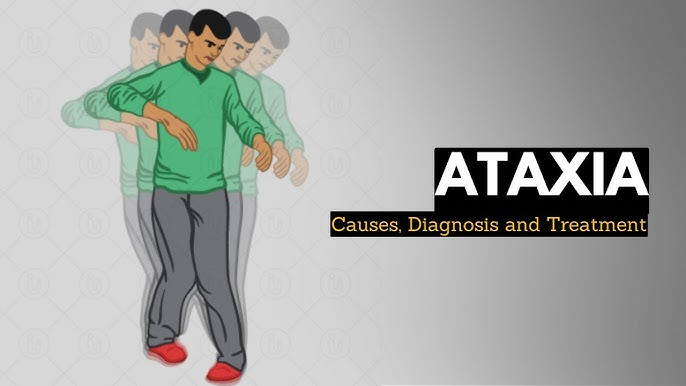 ATAXIA
Causes, Diagnosis and Treatment